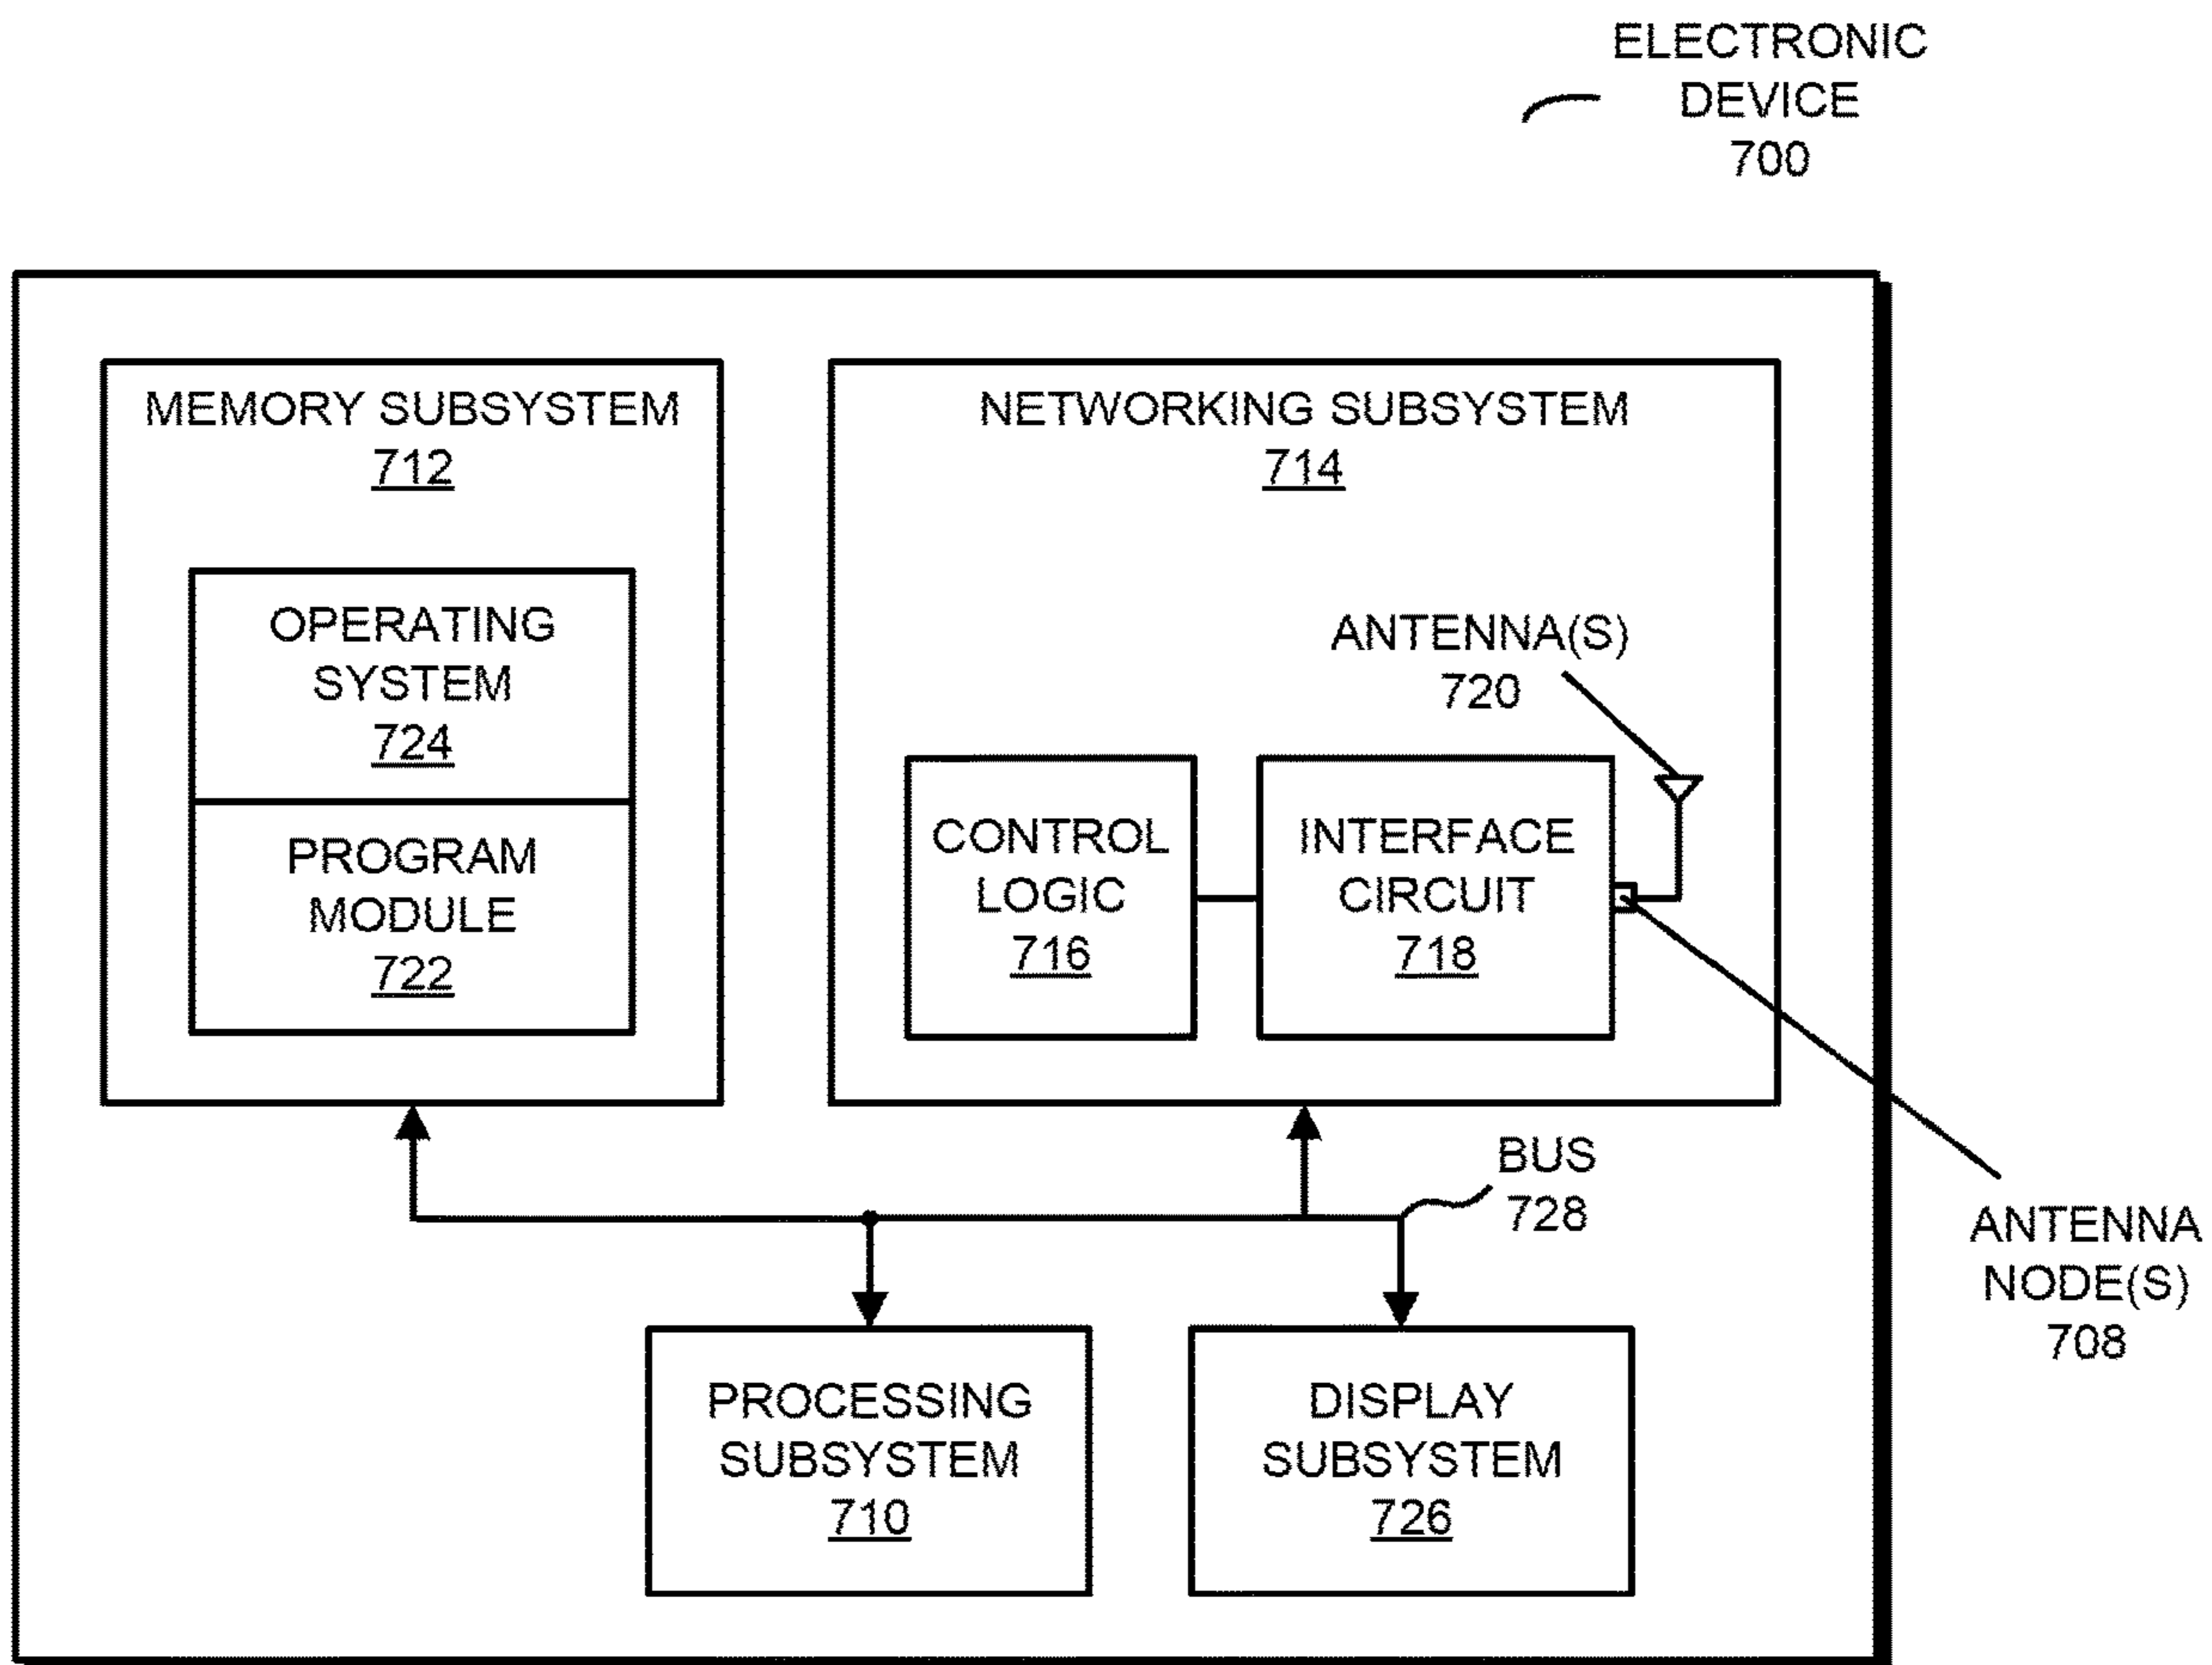 ELECTRONIC
DEVICE
700
MEMORY SUBSYSTEM
712
OPERATING
SYSTEM
724
PROGRAM
MODULE
722
NETWORKING SUBSYSTEM
714
ANTENNA(S)
720
CONTROL
LOGIC
716
INTERFACE
CIRCUIT
718
BUS
728
ANTENNA
NODE(S)
708
PROCESSING
SUBSYSTEM
710
DISPLAY
SUBSYSTEM
726